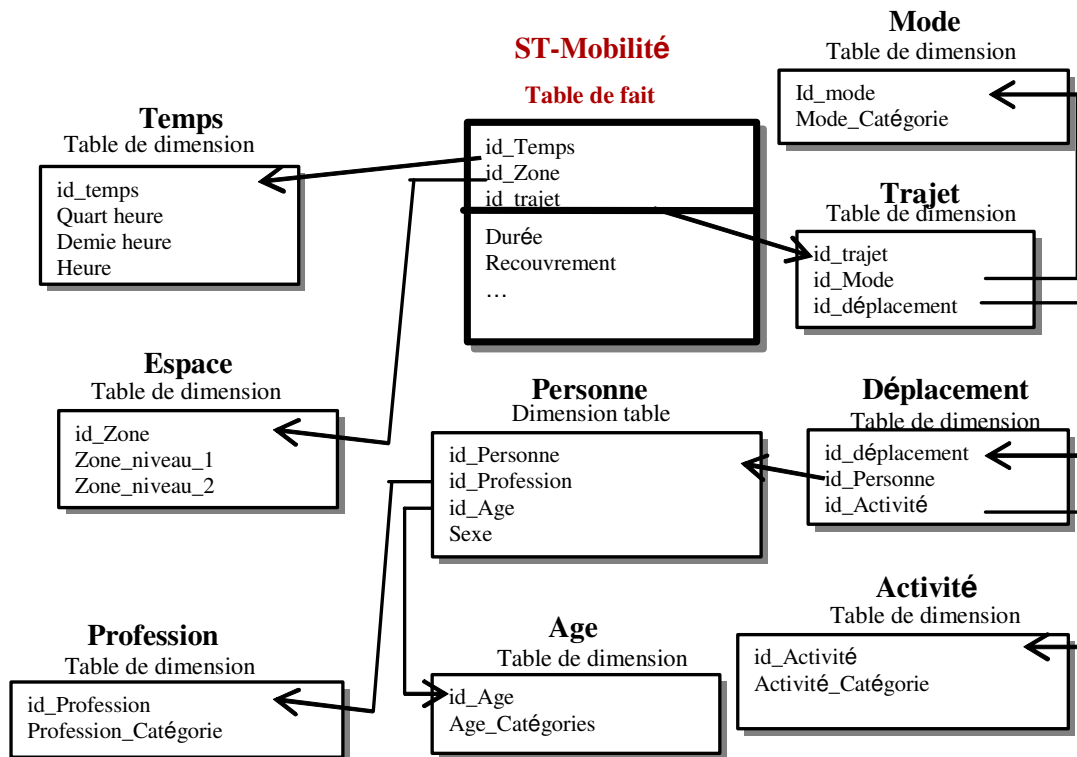 ST-Mobilité
Table de fait
id_Temps
id_Zone
id_trajet
Durée
Recouvrement
…
Mode
Table de dimension
Id_mode
Mode_Catégorie
Temps
Table de dimension
id_temps
Quart heure
Demie heure
Heure
Trajet
Table de dimension
id_trajet
id_Mode
id_déplacement
Espace
Table de dimension
id_Zone
Zone_niveau_1
Zone_niveau_2
Personne
Dimension table
id_Personne
id_Profession
id_Age
Sexe
Déplacement
Table de dimension
id_déplacement
id_Personne
id_Activité
Profession
Table de dimension
id_Profession
Profession_Catégorie
Age
Table de dimension
id_Age
Age_Catégories
Activité
Table de dimension
id_Activité
Activité_Catégorie